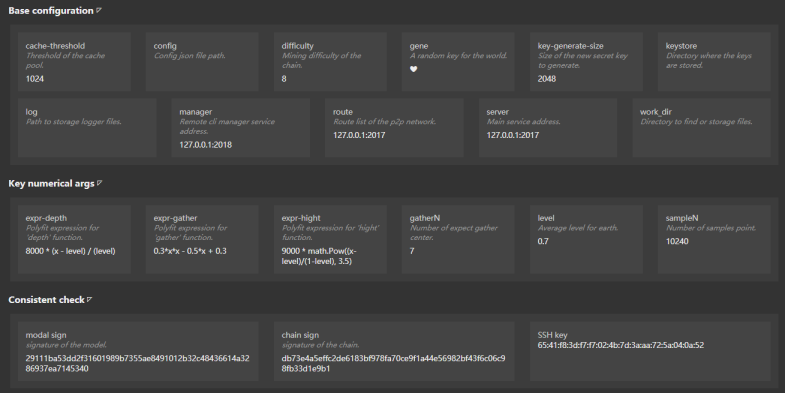 Base configuration
cache-threshold
Threshold of the cache
pool.
1024
config
Config json file path.
difficulty
Mining difficulty of the
chain.
8
gene
A random key for the world.
♥
key-generate-size
Size of the new secret key
to generate.
2048
keystore
Directory where the keys
are stored.
log
Path to storage logger files.
manager
Remote cli manager service
address.
127.0.0.1:2018
route
Route list of the p2p network.
127.0.0.1:2017
server
Main service address.
127.0.0.1:2017
work_dir
Directory to find or storage files.
Key numerical args
expr-depth
Polyfit expression for
'depth' function.
8000 * (x - level) / (level)
expr-gather
Polyfit expression for
'gather' function.
0.3*x*x - 0.5*x + 0.3
expr-hight
Polyfit expression for 'hight'
function.
9000 * math.Pow((x-
level)/(1-level), 3.5)
gatherN
Number of expect gather
center.
7
level
Average level for earth.
0.7
sampleN
Number of samples point.
10240
Consistent check
modal sign
signature of the model.
29111ba53dd2f31601989b7355ae8491012b32c48436614a32
86937ea7145340
chain sign
signature of the chain.
db73e4a5effc2de6183bf978fa70ce9f1a44e56982bf43f6c06c9
8fb33d1e9b1
SSH key
65:41:f8:3d:f7:f7:02:4b:7d:3a:aa:72:5a:04:0a:52